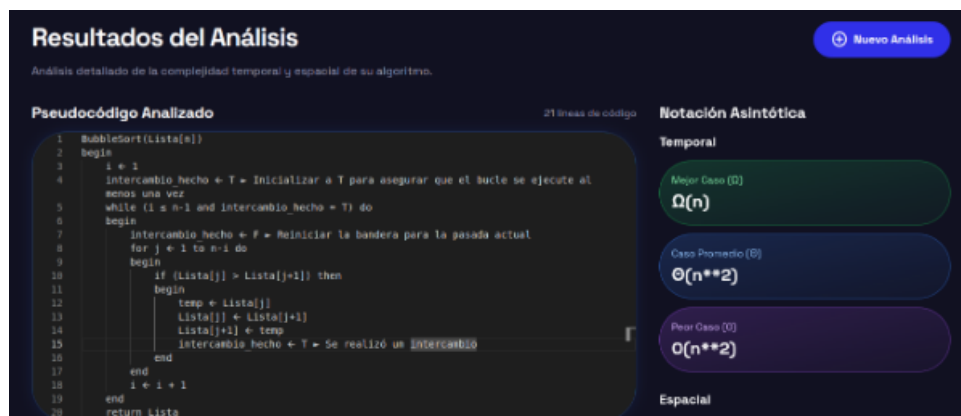 Resultados del Análisis
Nuevo Análisis
Análisis detallado de la complejidad temporal y espacial de su algoritmo.
Pseudocódigo Analizado
21 líneas de código
1 BubbleSort(Lista[n])
2 begin
3 i ← 1
4 intercambio_hecho ← T ► Inicializar a T para asegurar que el bucle se ejecute al
menos una vez
5 while (i ≤ n-1 and intercambio_hecho = T) do
6 begin
7 intercambio_hecho ← F ► Reiniciar la bandera para la pasada actual
8 for j ← 1 to n-i do
9 begin
10 if (Lista[j] > Lista[j+1]) then
11 begin
12 temp ← Lista[j]
13 Lista[j] ← Lista[j+1]
14 Lista[j+1] ← temp
15 intercambio_hecho ← T ► Se realizó um intercambio
16 end
17 end
18 i ← i + 1
19 end
20 return Lista
Notación Asintótica
Temporal
Mejor Caso (Ω)
Ω(n)
Caso Promedio (Θ)
Θ(n**2)
Peor Caso (O)
O(n**2)
Espacial